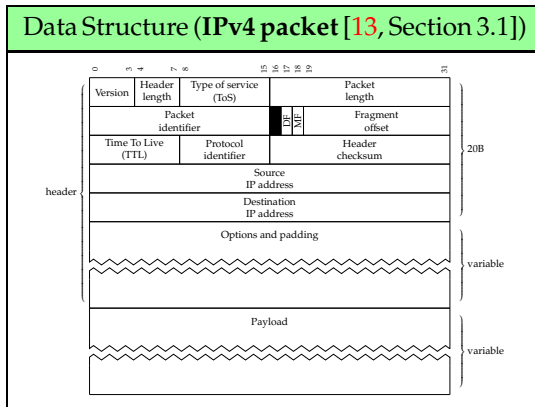 Data Structure (IPv4 packet [13, Section 3.1])
0 3 4 7 8 15 16 17 18 19 31
Version
Header
length
Type of service
(ToS)
Packet
length
Packet
identifier
DF
MF
Fragment
offset
Time To Live
(TTL)
Protocol
identifier
Header
checksum
Source
IP address
Destination
IP address
20B
header
Options and padding
variable
Payload
variable